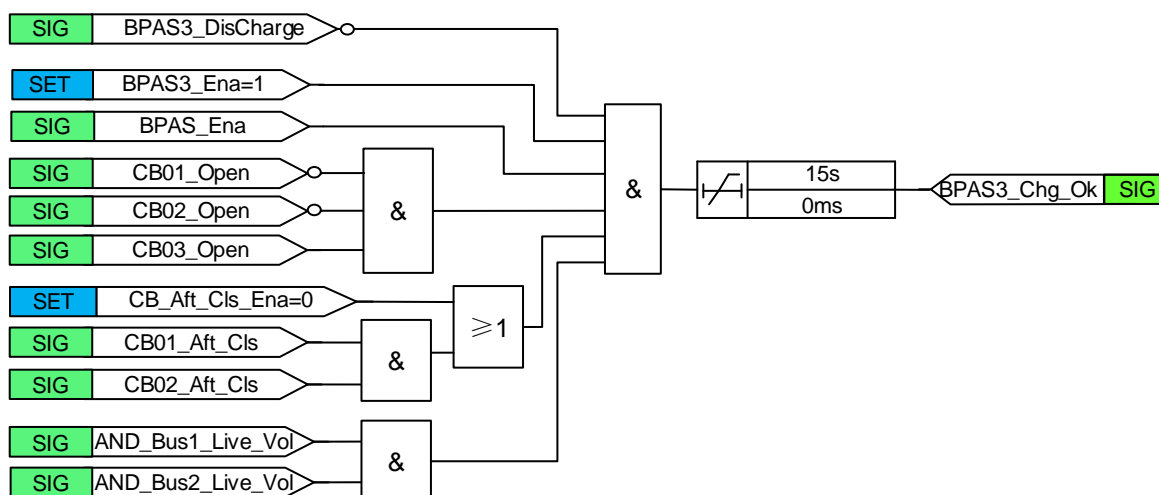 SIG BPAS3_DisCharge
SET BPAS3_Ena=1
SIG BPAS_Ena
SIG CB01_Open
SIG CB02_Open
SIG CB03_Open
&
&
15s
0ms
BPAS3_Chg_Ok SIG
SET CB_Aft_Cls_Ena=0
SIG CB01_Aft_Cls
SIG CB02_Aft_Cls
&
≥1
SIG AND_Bus1_Live_Vol
SIG AND_Bus2_Live_Vol
&